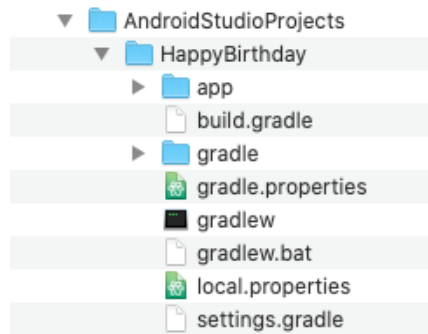 AndroidStudioProjects
HappyBirthday
app
build.gradle
gradle
gradle.properties
gradlew
gradlew.bat
local.properties
settings.gradle